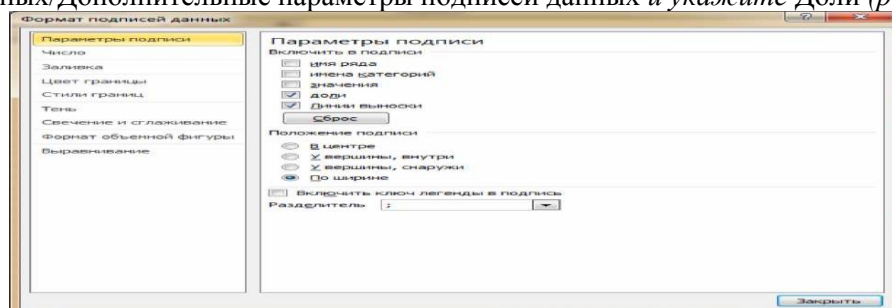 ных/Дополнительные параметры подписей данных и укажите Доли (р
Формат подписей данных
Параметры подписи
Число
Заливка
Цвет границы
Стили границ
Тень
Свечение и сглаживание
Формат объемной фигуры
Выравнивание
Параметры подписи
Включить в подписи
имя ряда
имена категорий
значения
доли
Линии выноски
Сброс
Положение подписи
В центре
У вершины, внутри
У вершины, снаружи
По ширине
Включить ключ легенды в подпись
Разделитель ;
Закрыть